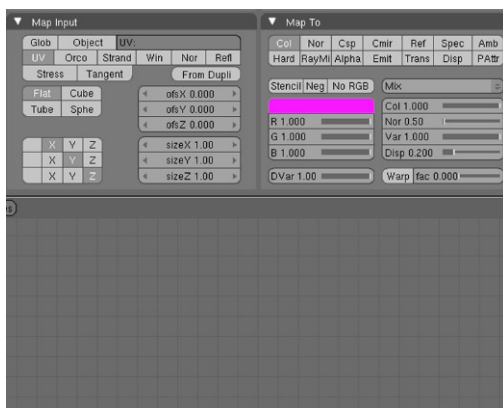 Map Input
Glob Object UV:
UV Orco Strand Win Nor Refl
Stress Tangent From Dupli
Flat Cube
Tube Sphe
ofsX 0.000
ofsY 0.000
ofsZ 0.000
X Y Z
X Y Z
X Y Z
sizeX 1.00
sizeY 1.00
sizeZ 1.00
Map To
Col Nor Csp Cmir Ref Spec Amb
Hard RayMi Alpha Emit Trans Disp PAttr
Stencil Neg No RGB Mix
R 1.000
G 1.000
B 1.000
DVar 1.00
Col 1.000
Nor 0.50
Var 1.000
Disp 0.200
Warp fac 0.000